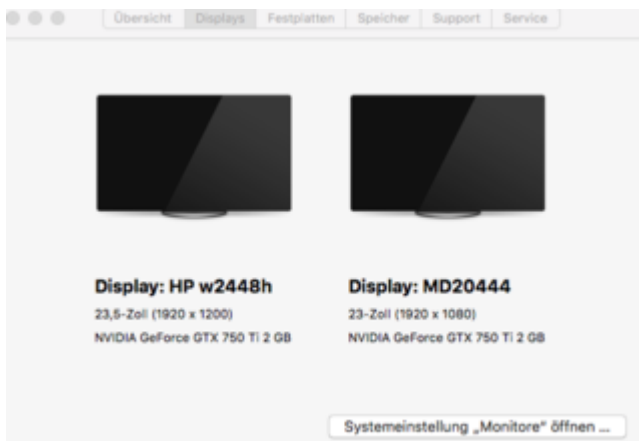 Übersicht Displays Festplatten Speicher Support Service
Display: HP w2448h
23,5-Zoll (1920 x 1200)
NVIDIA GeForce GTX 750 Ti 2 GB
Display: MD20444
23-Zoll (1920 x 1080)
NVIDIA GeForce GTX 750 Ti 2 GB
Systemeinstellung „Monitore“ öffnen ...